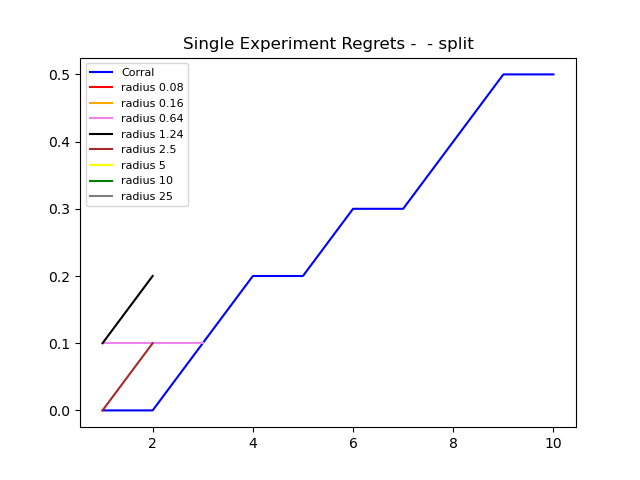 Single Experiment Regrets -  - split
Corral
radius 0.08
radius 0.16
radius 0.64
radius 1.24
radius 2.5
radius 5
radius 10
radius 25
0.5
0.4
0.3
0.2
0.1
0.0
2 4 6 8 10